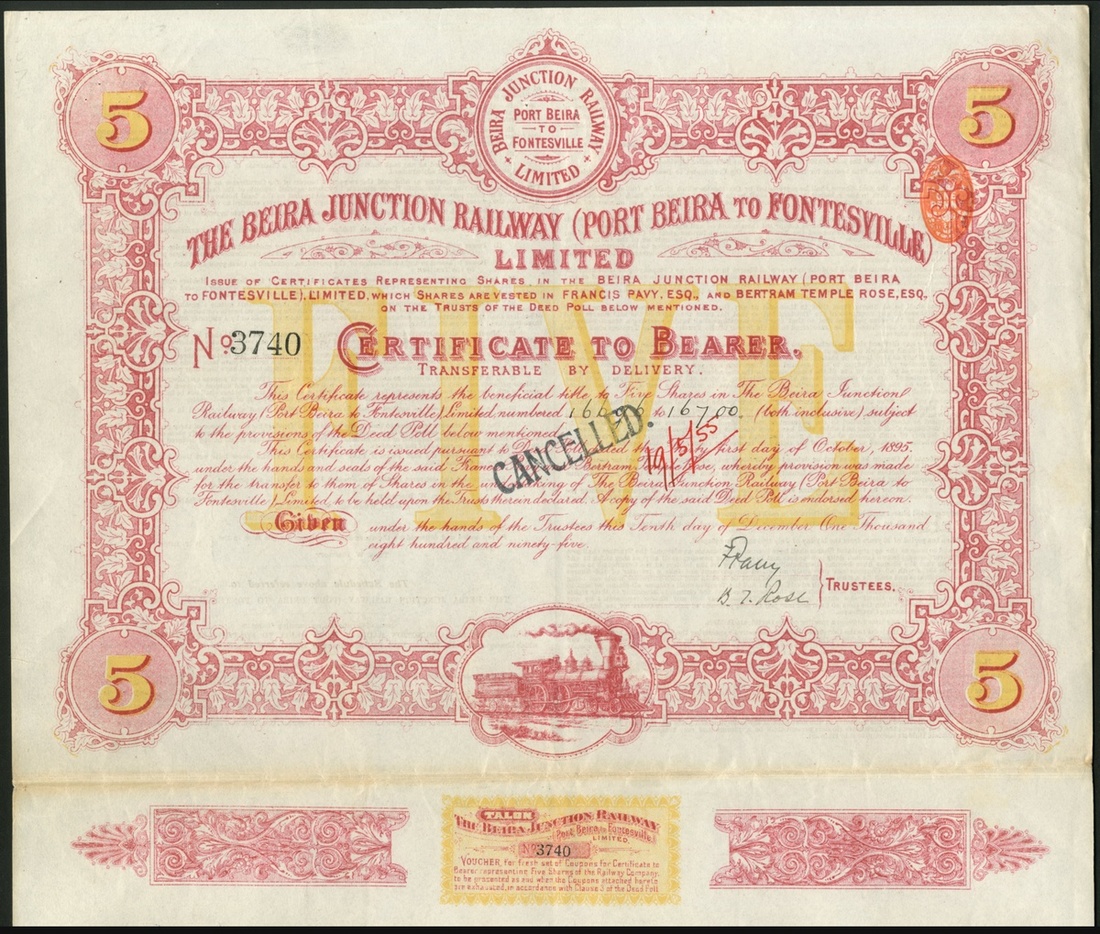 5
5
BEIRA JUNCTION RAILWAY
PORT BEIRA
TO
FONTESVILLE
LIMITED
THE BEIRA JUNCTION RAILWAY (PORT BEIRA TO FONTESVILLE)
LIMITED
ISSUE OF CERTIFICATES REPRESENTING SHARES, IN THE BEIRA JUNCTION RAILWAY (PORT BEIRA
TO FONTESVILLE), LIMITED, WHICH SHARES ARE VESTED IN FRANCIS PAVY, ESQ., AND BERTRAM TEMPLE ROSE, ESQ.,
ON THE TRUSTS OF THE DEED POLL BELOW MENTIONED.
FIVE
No. 3740 CERTIFICATE TO BEARER.
TRANSFERABLE BY DELIVERY.
This Certificate represents the beneficial title to Five Shares in The Beira Junction
Railway (Port Beira to Fontesville) Limited numbered to 16700 (both inclusive) subject
to the provisions of the Deed Poll below mentioned
CANCELLED.
19/5/55
This Certificate is issued pursuant to first day of October, 1895.
under the hands and seals of the said Bertram Rose, whereby provision was made
for the transfer to them of Shares in the of The Beira Junction Railway (Port Beira to
Fontesville) Limited to be held upon the Trusts therein declared. A copy of the said Deed Poll is endorsed hereon.
Given under the hands of the Trustees this Tenth day of December One Thousand
eight hundred and ninety-five.
F Pavy
B. T. Rose
TRUSTEES.
5
5
TALON
THE BEIRA JUNCTION RAILWAY
(Port Beira to Fontesville)
LIMITED
No. 3740
VOUCHER, for fresh set of Coupons for Certificate to
Bearer representing Five Shares of the Railway Company,
to be presented as and when the Coupons attached hereto
are exhausted, in accordance with Clause 3 of the Deed Poll